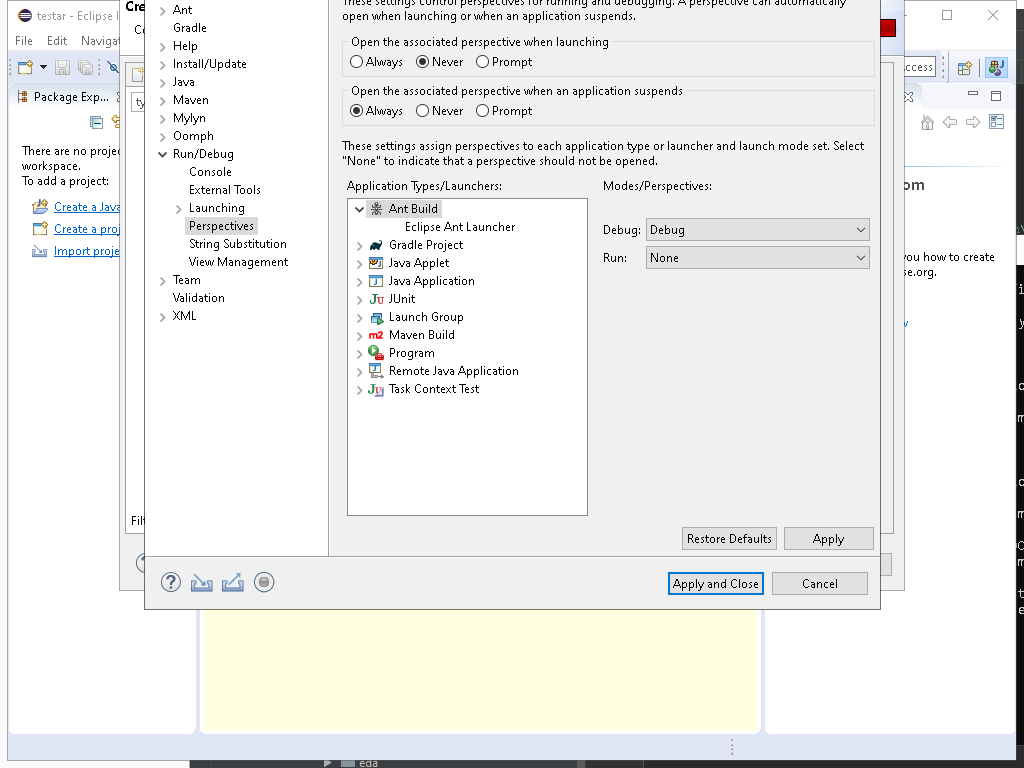 testar - Eclipse
Cre
File Edit Navigat
ccess
Package Exp...
There are no proje
workspace.
To add a project:
Create a Java
Create a proj
Import proje
Ant
Gradle
Help
Install/Update
Java
Maven
Mylyn
Oomph
Run/Debug
Console
External Tools
Launching
Perspectives
String Substitution
View Management
Team
Validation
XML
These settings control perspectives for running and debugging. A perspective can automatically
open when launching or when an application suspends.
Open the associated perspective when launching
Always Never Prompt
Open the associated perspective when an application suspends
Always Never Prompt
These settings assign perspectives to each application type or launcher and launch mode set. Select
"None" to indicate that a perspective should not be opened.
Application Types/Launchers:
Modes/Perspectives:
Ant Build
Eclipse Ant Launcher
Gradle Project
Java Applet
Java Application
JUnit
Launch Group
m2 Maven Build
Program
Remote Java Application
Task Context Test
Debug: Debug
Run: None
Restore Defaults Apply
Apply and Close Cancel
om
you how to create
se.org.
Filt
eda